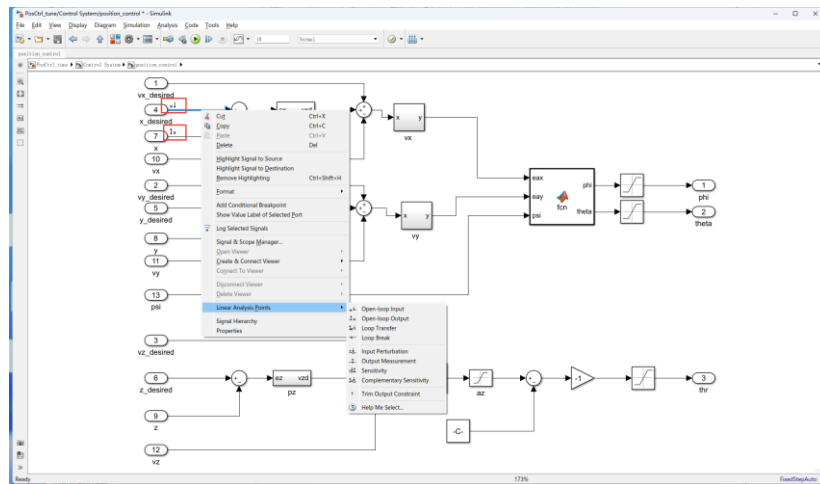 PosCtrl_tune/Control System/position_control * - Simulink
File Edit View Display Diagram Simulation Analysis Code Tools Help
10 Normal
position_control
PosCtrl_tune Control System position_control
1
vx_desired
4
x_desired
pz vzd
7
x
10
vx
x y
vx
2
vy_desired
5
y_desired
8
y
11
vy
x y
vy
13
psi
eax
eay
psi
fcn
phi
theta
1
phi
2
theta
3
vz_desired
6
z_desired
ez vzd
pz
9
z
12
vz
az
-C-
-1
3
thr
Cut Ctrl+X
Copy Ctrl+C
Paste Ctrl+V
Delete Del
Highlight Signal to Source
Highlight Signal to Destination
Remove Highlighting Ctrl+Shift+H
Format
Add Conditional Breakpoint
Show Value Label of Selected Port
Log Selected Signals
Signal & Scope Manager...
Open Viewer
Create & Connect Viewer
Connect To Viewer
Disconnect Viewer
Delete Viewer
Linear Analysis Points
Signal Hierarchy
Properties
Open-loop Input
Open-loop Output
Loop Transfer
Loop Break
Input Perturbation
Output Measurement
Sensitivity
Complementary Sensitivity
Trim Output Constraint
Help Me Select...
Ready
173%
FixedStepAuto